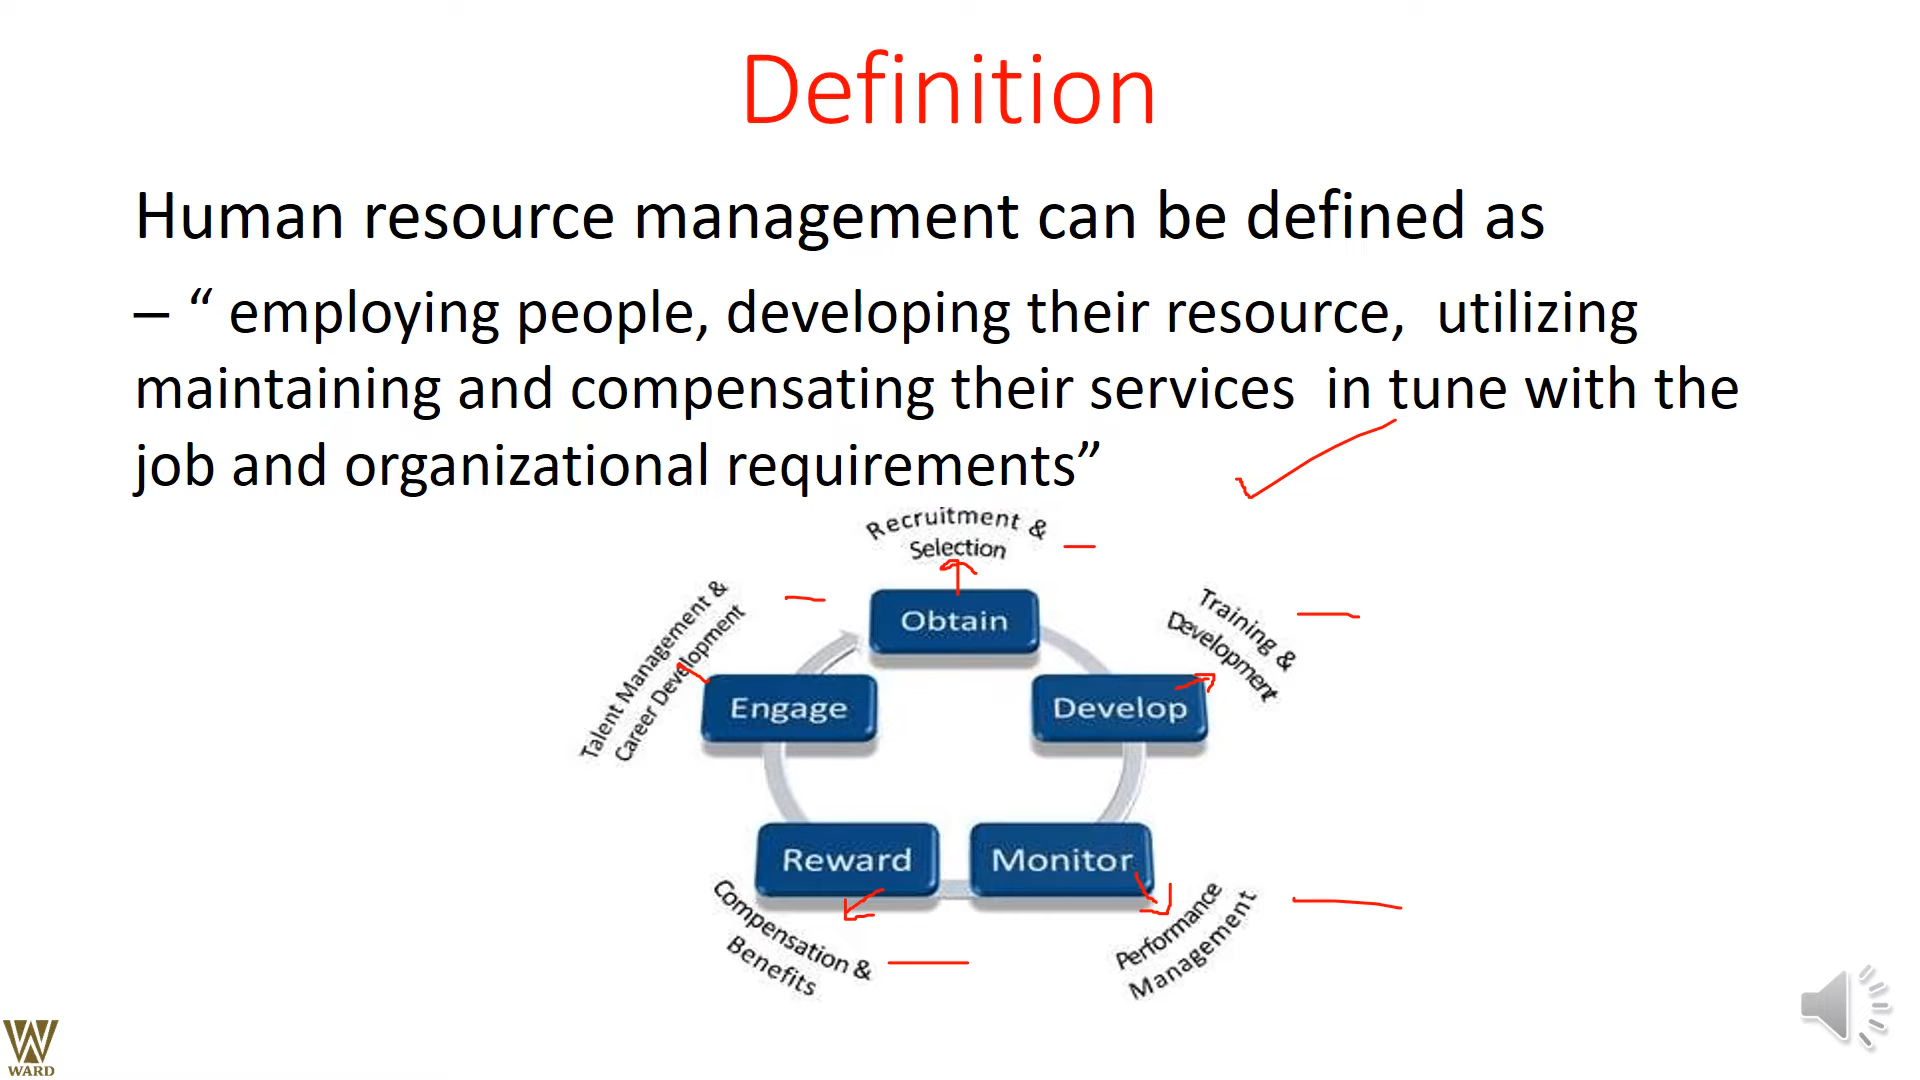 Definition
Human resource management can be defined as
– “ employing people, developing their resource,  utilizing
maintaining and compensating their services  in tune with the
job and organizational requirements”
Recruitment &
Selection
Obtain
Training &
Development
Develop
Talent Management &
Career Development
Engage
Reward
Monitor
Compensation &
Benefits
Performance
Management
WARD